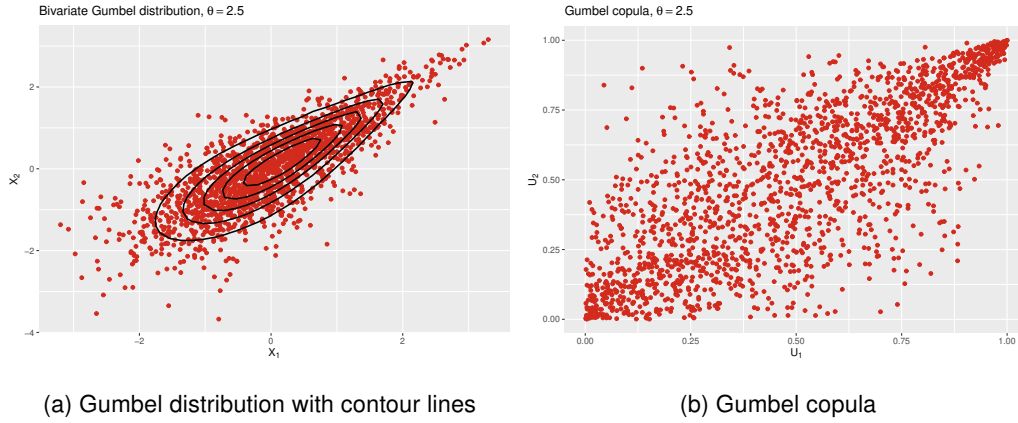 Bivariate Gumbel distribution, θ = 2.5
2
0
−2
−4
X₂
−2
0
2
X₁
Gumbel copula, θ = 2.5
1.00
0.75
0.50
0.25
0.00
U₂
0.00
0.25
0.50
0.75
1.00
U₁
(a) Gumbel distribution with contour lines
(b) Gumbel copula